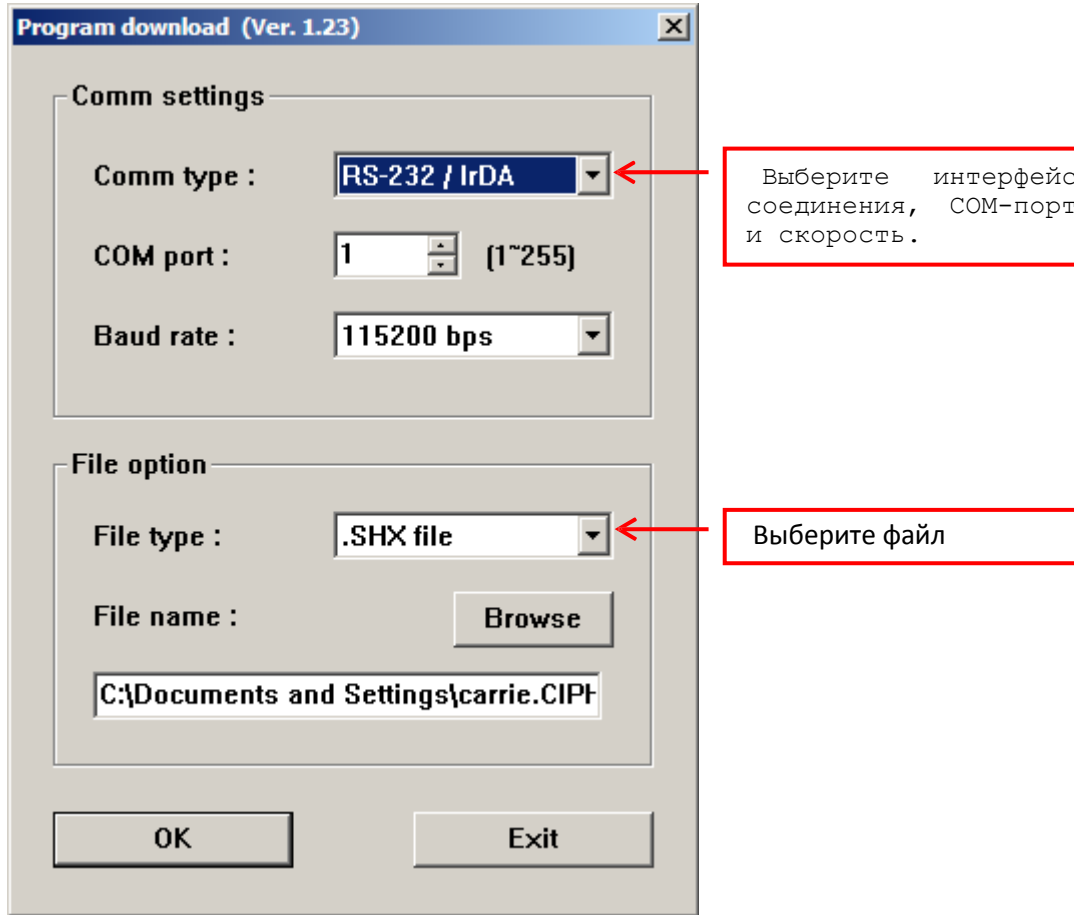 Program download (Ver. 1.23)
Comm settings
Comm type :
RS-232 / IrDA
COM port :
1
(1~255)
Baud rate :
115200 bps
Выберите интерфейс
соединения, COM-порт
и скорость.
File option
File type :
.SHX file
Выберите файл
File name :
Browse
C:\Documents and Settings\carrie.CIPH
OK
Exit